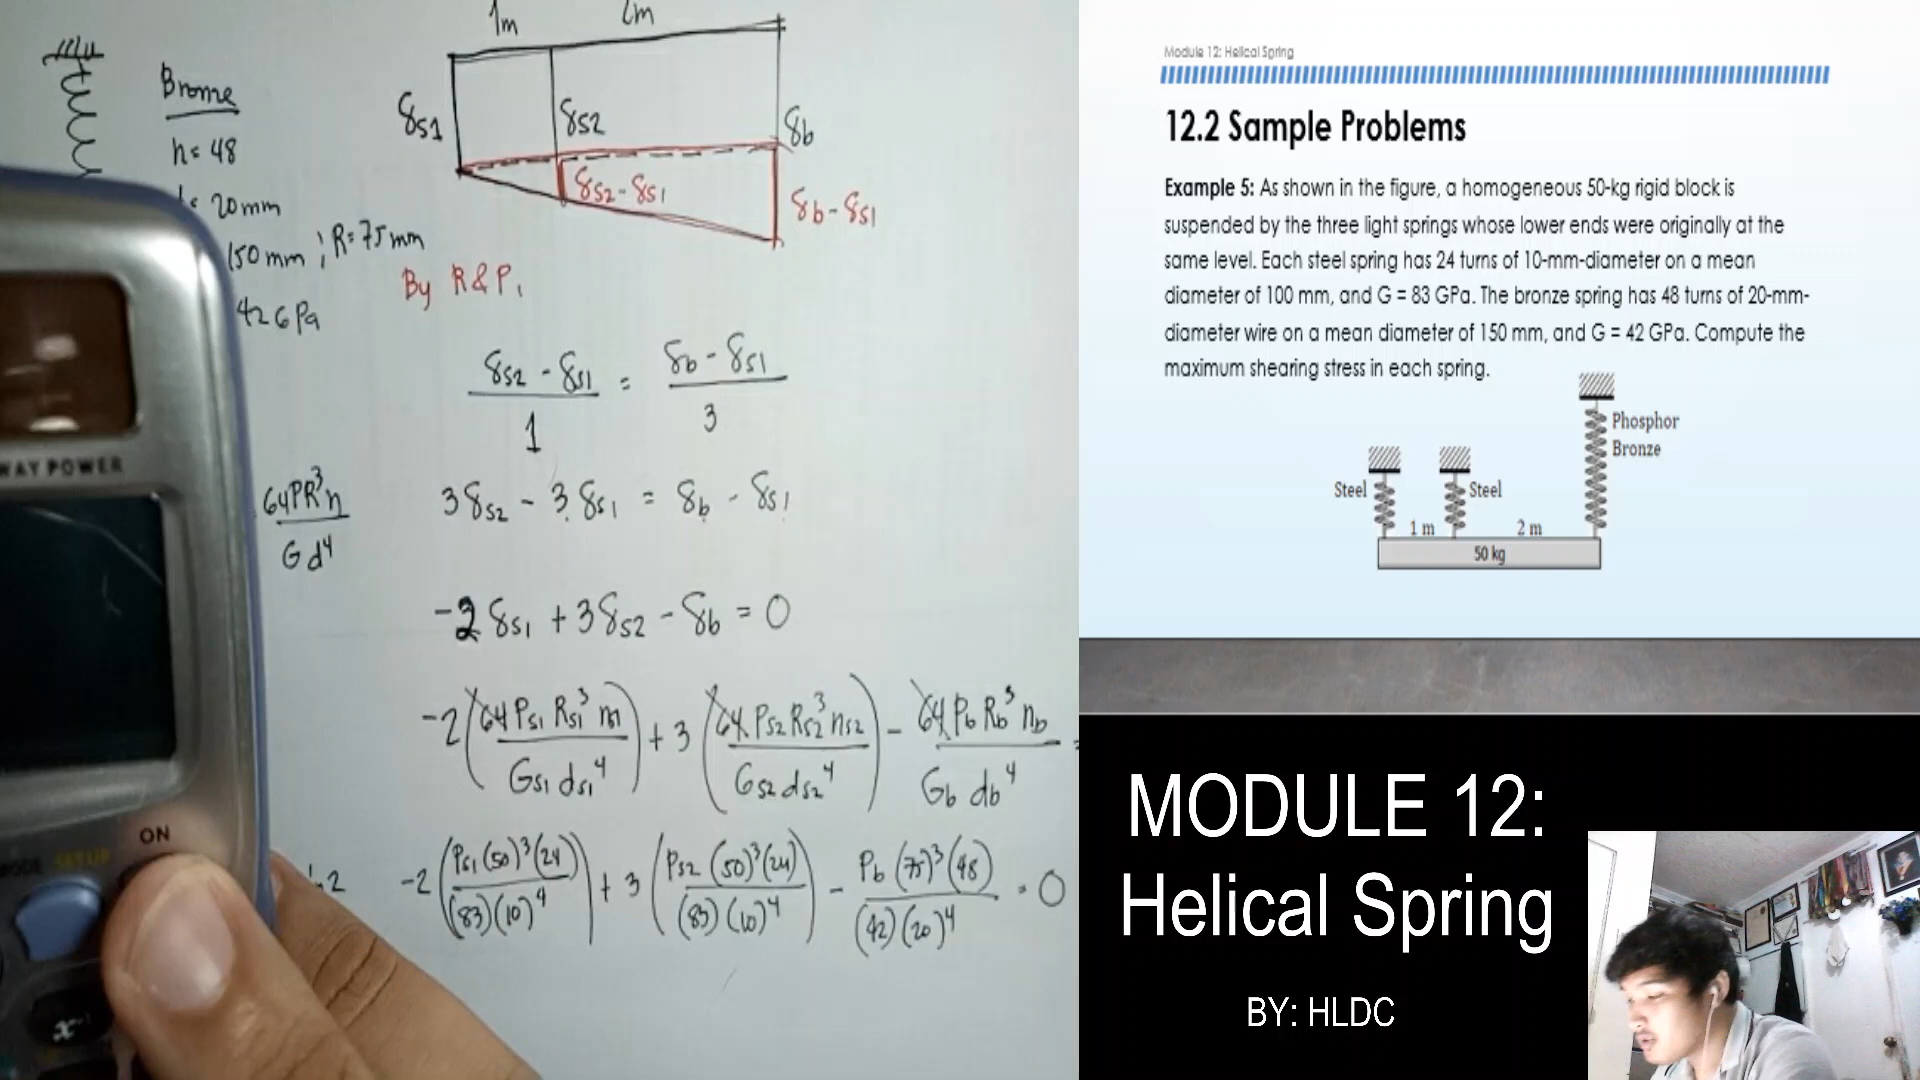 1m 2m
Bronze
n = 48
20mm
150mm ; R = 75mm
42 GPa
δs1 δs2 δb
δs2 - δs1 δb - δs1
By R & P,
δs2 - δs1 / 1 = δb - δs1 / 3
64PR³n / Gd⁴
3δs2 - 3δs1 = δb - δs1
-2δs1 + 3δs2 - δb = 0
-2 (64 Ps1 Rs1³ n / Gs1 ds1⁴) + 3 (64 Ps2 Rs2³ ns2 / Gs2 ds2⁴) - 64 Pb Rb³ nb / Gb db⁴ =
-2 (Ps1 (50)³ (24) / (83)(10)⁴) + 3 (Ps2 (50)³ (24) / (83)(10)⁴) - Pb (75)³ (48) / (42)(20)⁴ = 0
WAY POWER
ON
SETUP
Module 12: Helical Spring
12.2 Sample Problems
Example 5: As shown in the figure, a homogeneous 50-kg rigid block is
suspended by the three light springs whose lower ends were originally at the
same level. Each steel spring has 24 turns of 10-mm-diameter on a mean
diameter of 100 mm, and G = 83 GPa. The bronze spring has 48 turns of 20-mm-
diameter wire on a mean diameter of 150 mm, and G = 42 GPa. Compute the
maximum shearing stress in each spring.
Phosphor
Bronze
Steel Steel
1 m 2 m
50 kg
MODULE 12:
Helical Spring
BY: HLDC